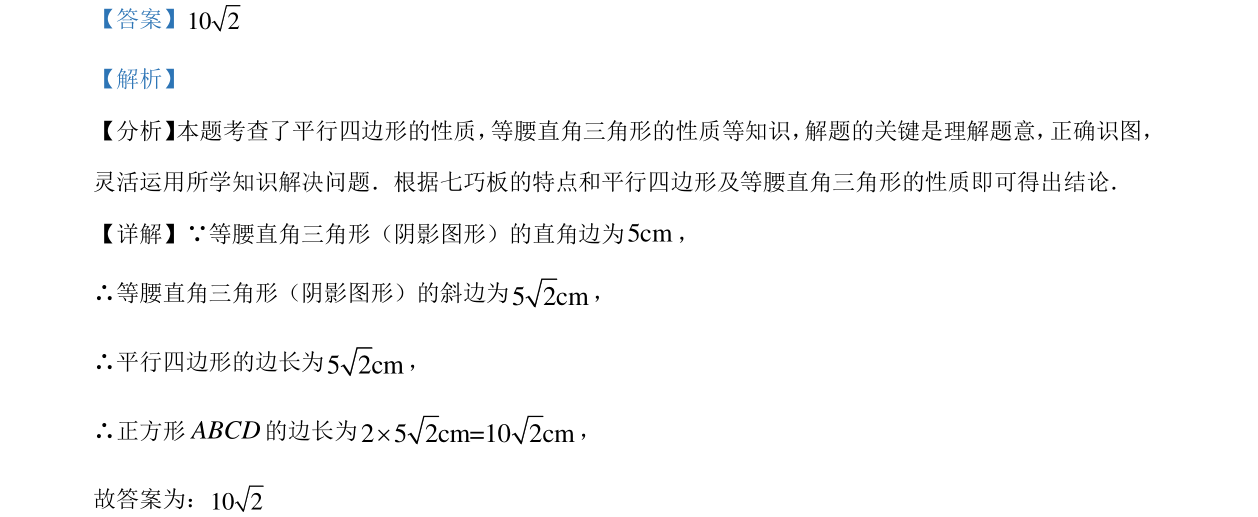 【答案】10√2
【解析】
【分析】本题考查了平行四边形的性质，等腰直角三角形的性质等知识，解题的关键是理解题意，正确识图，
灵活运用所学知识解决问题．根据七巧板的特点和平行四边形及等腰直角三角形的性质即可得出结论．
【详解】∵等腰直角三角形（阴影图形）的直角边为5cm，
∴等腰直角三角形（阴影图形）的斜边为5√2cm，
∴平行四边形的边长为5√2cm，
∴正方形ABCD的边长为2×5√2cm=10√2cm，
故答案为：10√2